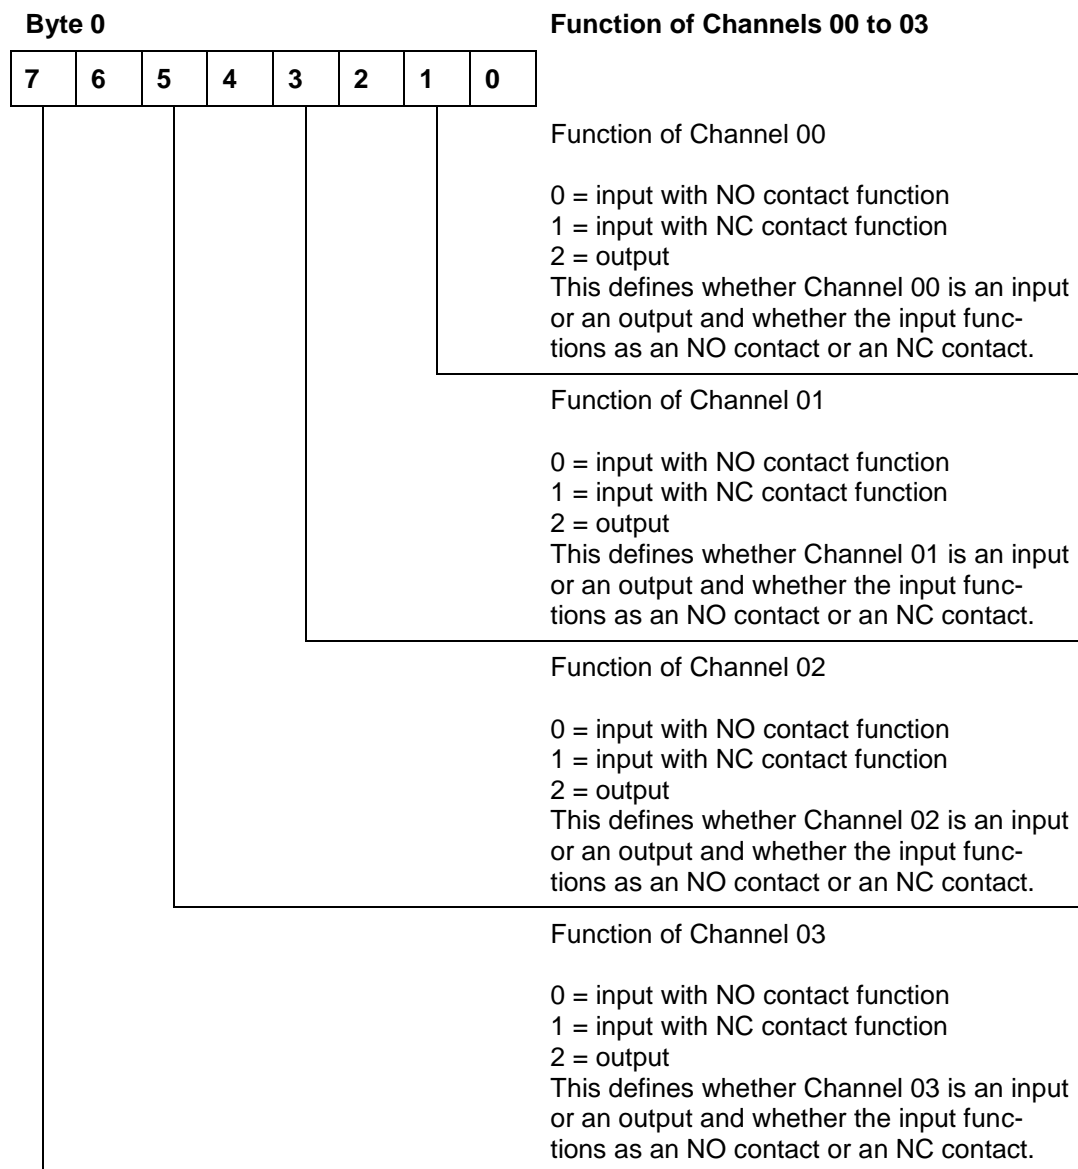 Byte 0
Function of Channels 00 to 03
7 6 5 4 3 2 1 0
Function of Channel 00
0 = input with NO contact function
1 = input with NC contact function
2 = output
This defines whether Channel 00 is an input
or an output and whether the input func-
tions as an NO contact or an NC contact.
Function of Channel 01
0 = input with NO contact function
1 = input with NC contact function
2 = output
This defines whether Channel 01 is an input
or an output and whether the input func-
tions as an NO contact or an NC contact.
Function of Channel 02
0 = input with NO contact function
1 = input with NC contact function
2 = output
This defines whether Channel 02 is an input
or an output and whether the input func-
tions as an NO contact or an NC contact.
Function of Channel 03
0 = input with NO contact function
1 = input with NC contact function
2 = output
This defines whether Channel 03 is an input
or an output and whether the input func-
tions as an NO contact or an NC contact.